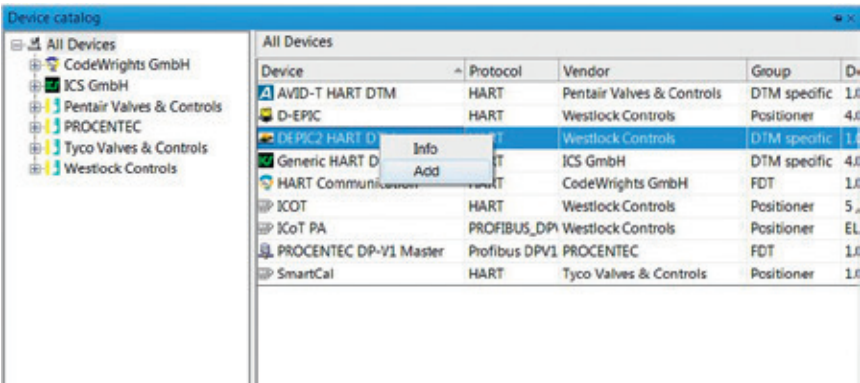 Device catalog
All Devices
CodeWrights GmbH
ICS GmbH
Pentair Valves & Controls
PROCENTEC
Tyco Valves & Controls
Westlock Controls
All Devices
Device Protocol Vendor Group
AVID-T HART DTM HART Pentair Valves & Controls DTM specific
D-EPIC HART Westlock Controls Positioner
DEPIC2 HART Westlock Controls DTM specific
Info
Add
Generic HART ICS GmbH DTM specific
HART Communication HART CodeWrights GmbH FDT
ICOT HART Westlock Controls Positioner
ICoT PA PROFIBUS_DPV Westlock Controls Positioner
PROCENTEC DP-V1 Master Profibus DPV1 PROCENTEC FDT
SmartCal HART Tyco Valves & Controls Positioner